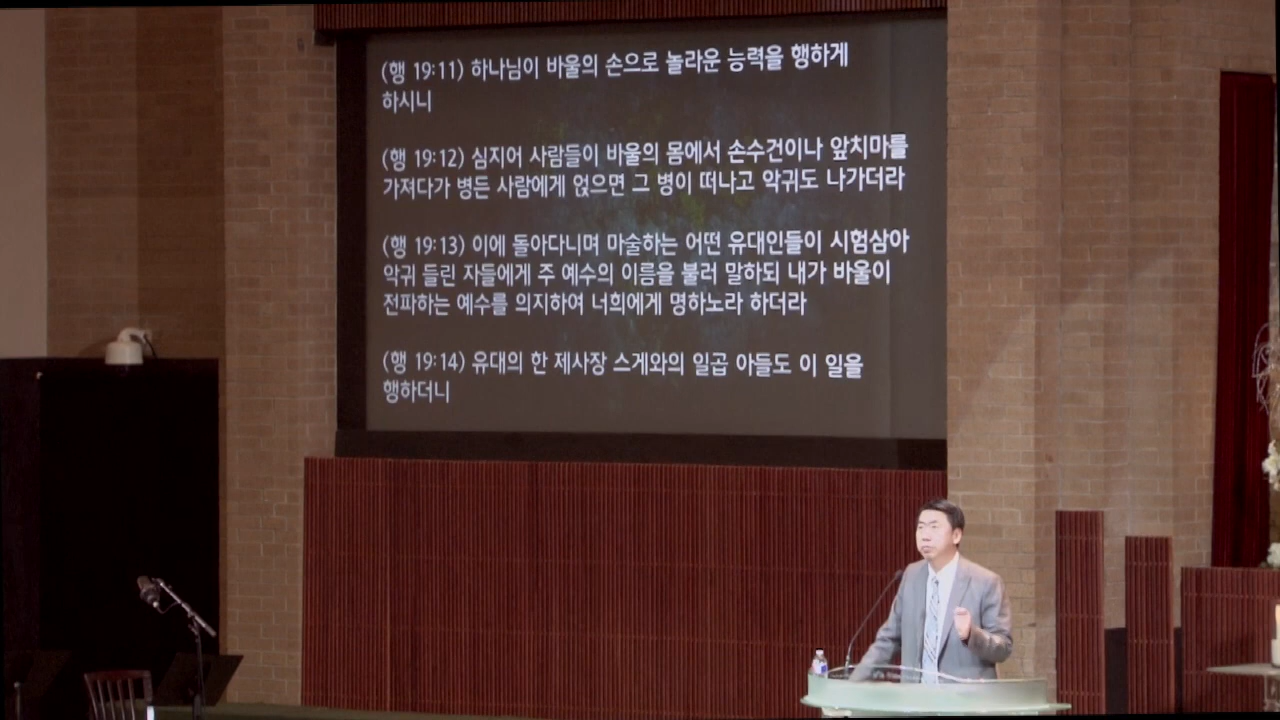 (행 19:11) 하나님이 바울의 손으로 놀라운 능력을 행하게
하시니
(행 19:12) 심지어 사람들이 바울의 몸에서 손수건이나 앞치마를
가져다가 병든 사람에게 얹으면 그 병이 떠나고 악귀도 나가더라
(행 19:13) 이에 돌아다니며 마술하는 어떤 유대인들이 시험삼아
악귀 들린 자들에게 주 예수의 이름을 불러 말하되 내가 바울이
전파하는 예수를 의지하여 너희에게 명하노라 하더라
(행 19:14) 유대의 한 제사장 스게와의 일곱 아들도 이 일을
행하더니